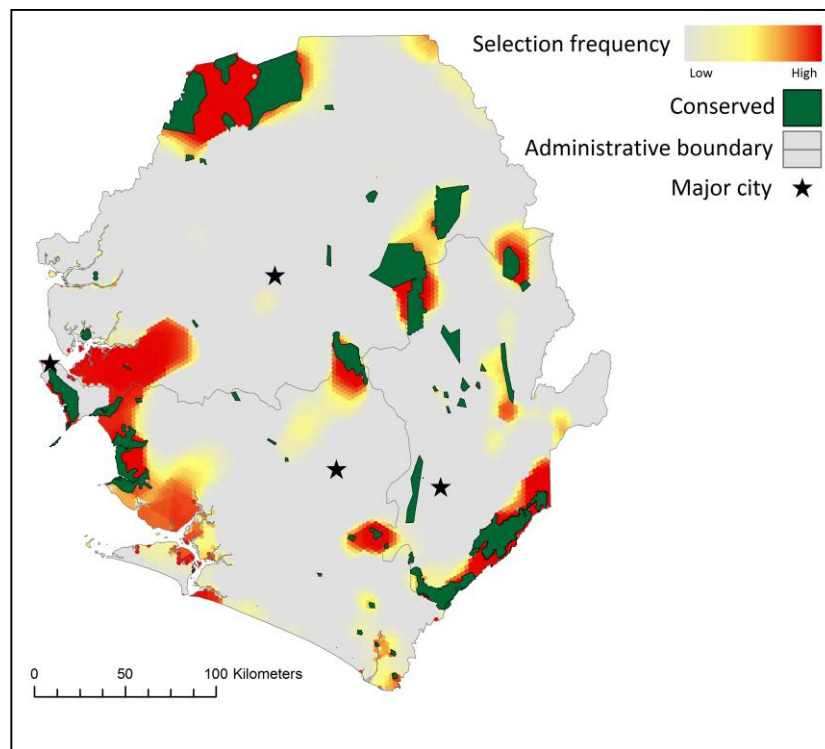 Selection frequency
Low High
Conserved
Administrative boundary
Major city
0 50 100 Kilometers